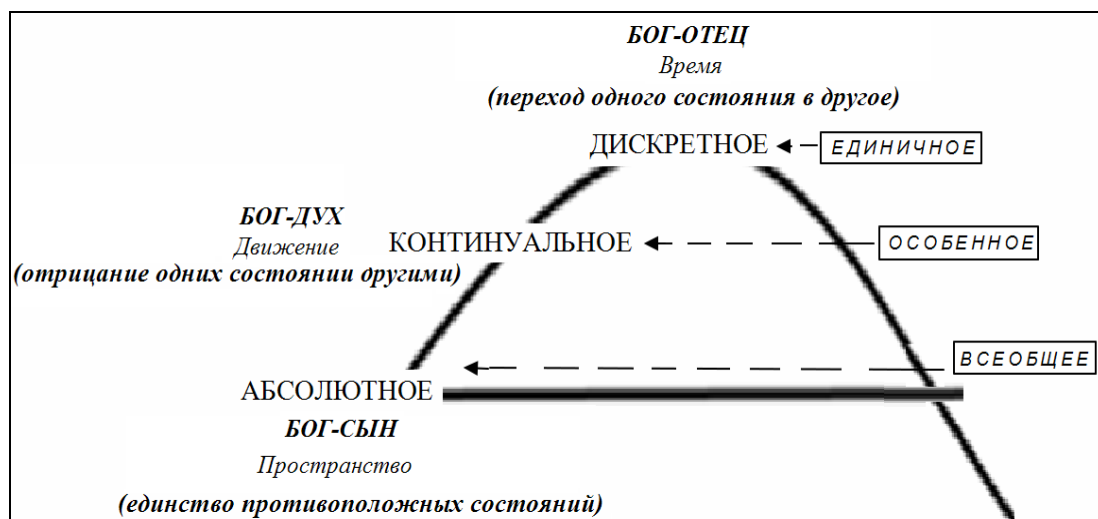 БОГ-ОТЕЦ
Время
(переход одного состояния в другое)
ДИСКРЕТНОЕ
ЕДИНИЧНОЕ
БОГ-ДУХ
Движение
(отрицание одних состоянии другими)
КОНТИНУАЛЬНОЕ
ОСОБЕННОЕ
ВСЕОБЩЕЕ
АБСОЛЮТНОЕ
БОГ-СЫН
Пространство
(единство противоположных состояний)